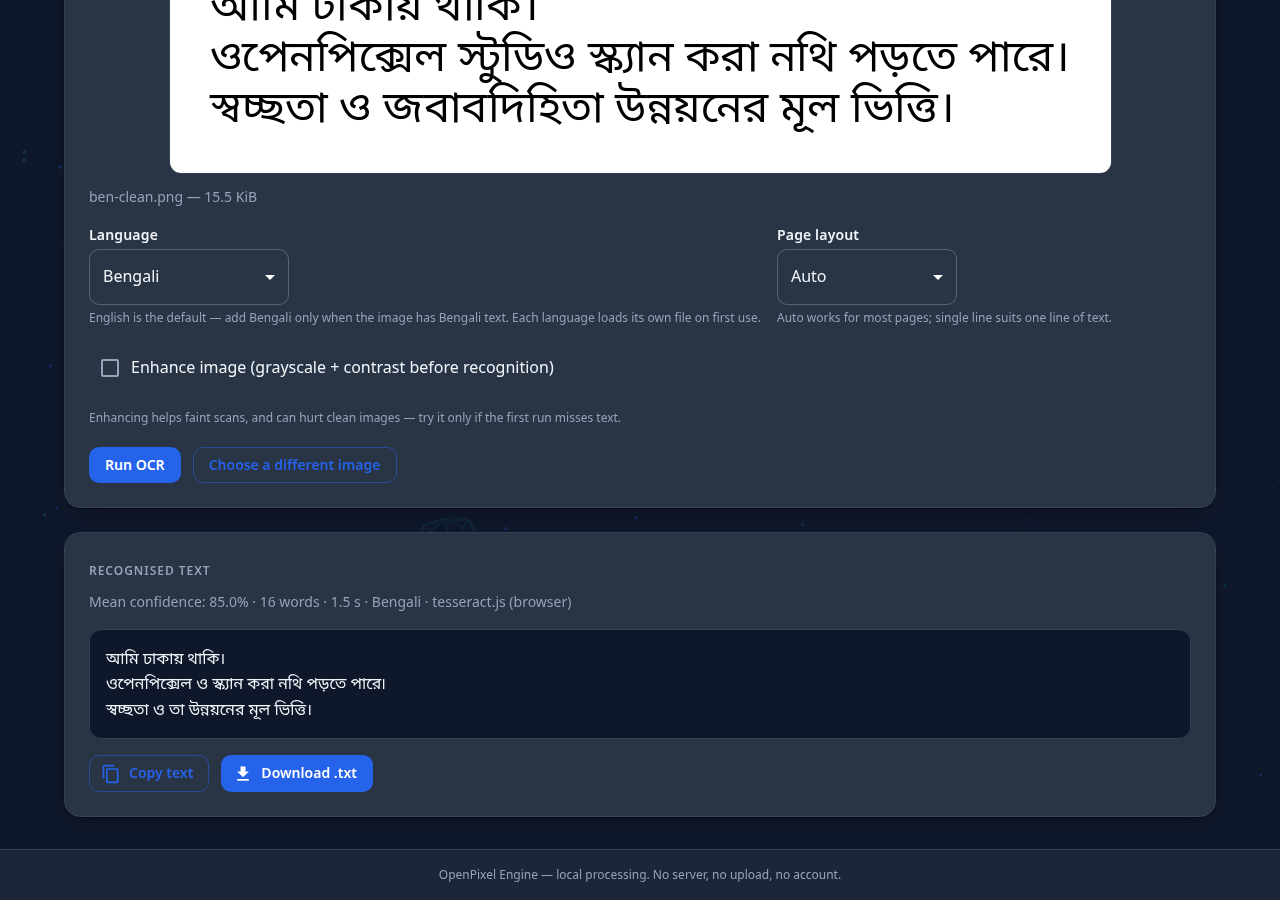 আমি ঢাকায় থাকি।
ওপেনপিক্সেল স্টুডিও স্ক্যান করা নথি পড়তে পারে।
স্বচ্ছতা ও জবাবদিহিতা উন্নয়নের মূল ভিত্তি।
ben-clean.png — 15.5 KiB
Language
Page layout
Bengali
Auto
English is the default — add Bengali only when the image has Bengali text. Each language loads its own file on first use.
Auto works for most pages; single line suits one line of text.
Enhance image (grayscale + contrast before recognition)
Enhancing helps faint scans, and can hurt clean images — try it only if the first run misses text.
Run OCR
Choose a different image
RECOGNISED TEXT
Mean confidence: 85.0% · 16 words · 1.5 s · Bengali · tesseract.js (browser)
আমি ঢাকায় থাকি।
ওপেনপিক্সেল ও স্ক্যান করা নথি পড়তে পারে।
স্বচ্ছতা ও তা উন্নয়নের মূল ভিত্তি।
Copy text
Download .txt
OpenPixel Engine — local processing. No server, no upload, no account.